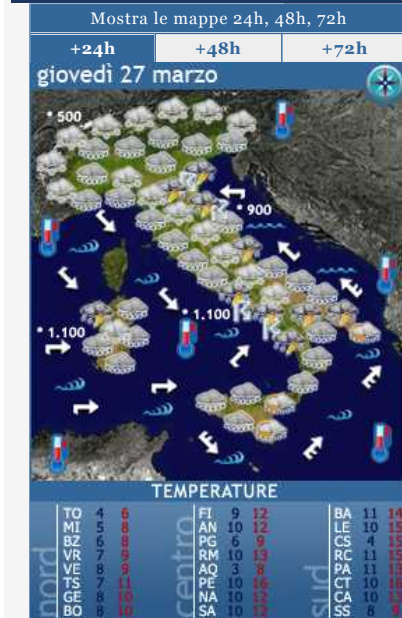 Mostra le mappe 24h, 48h, 72h
+24h +48h +72h
giovedì 27 marzo
* 500
* 900
* 1.100
* 1.100
TEMPERATURE
nord
TO 4 6
MI 5 8
BZ 6 8
VR 7 9
VE 8 9
TS 7 11
GE 8 10
BO 8 10
centro
FI 9 12
AN 10 12
PG 6 9
RM 10 13
AQ 3 8
PE 10 16
NA 10 12
SA 10 12
sud
BA 11 14
LE 10 15
CS 4 15
RC 11 15
PA 11 13
CT 10 16
CA 10 13
SS 8 9